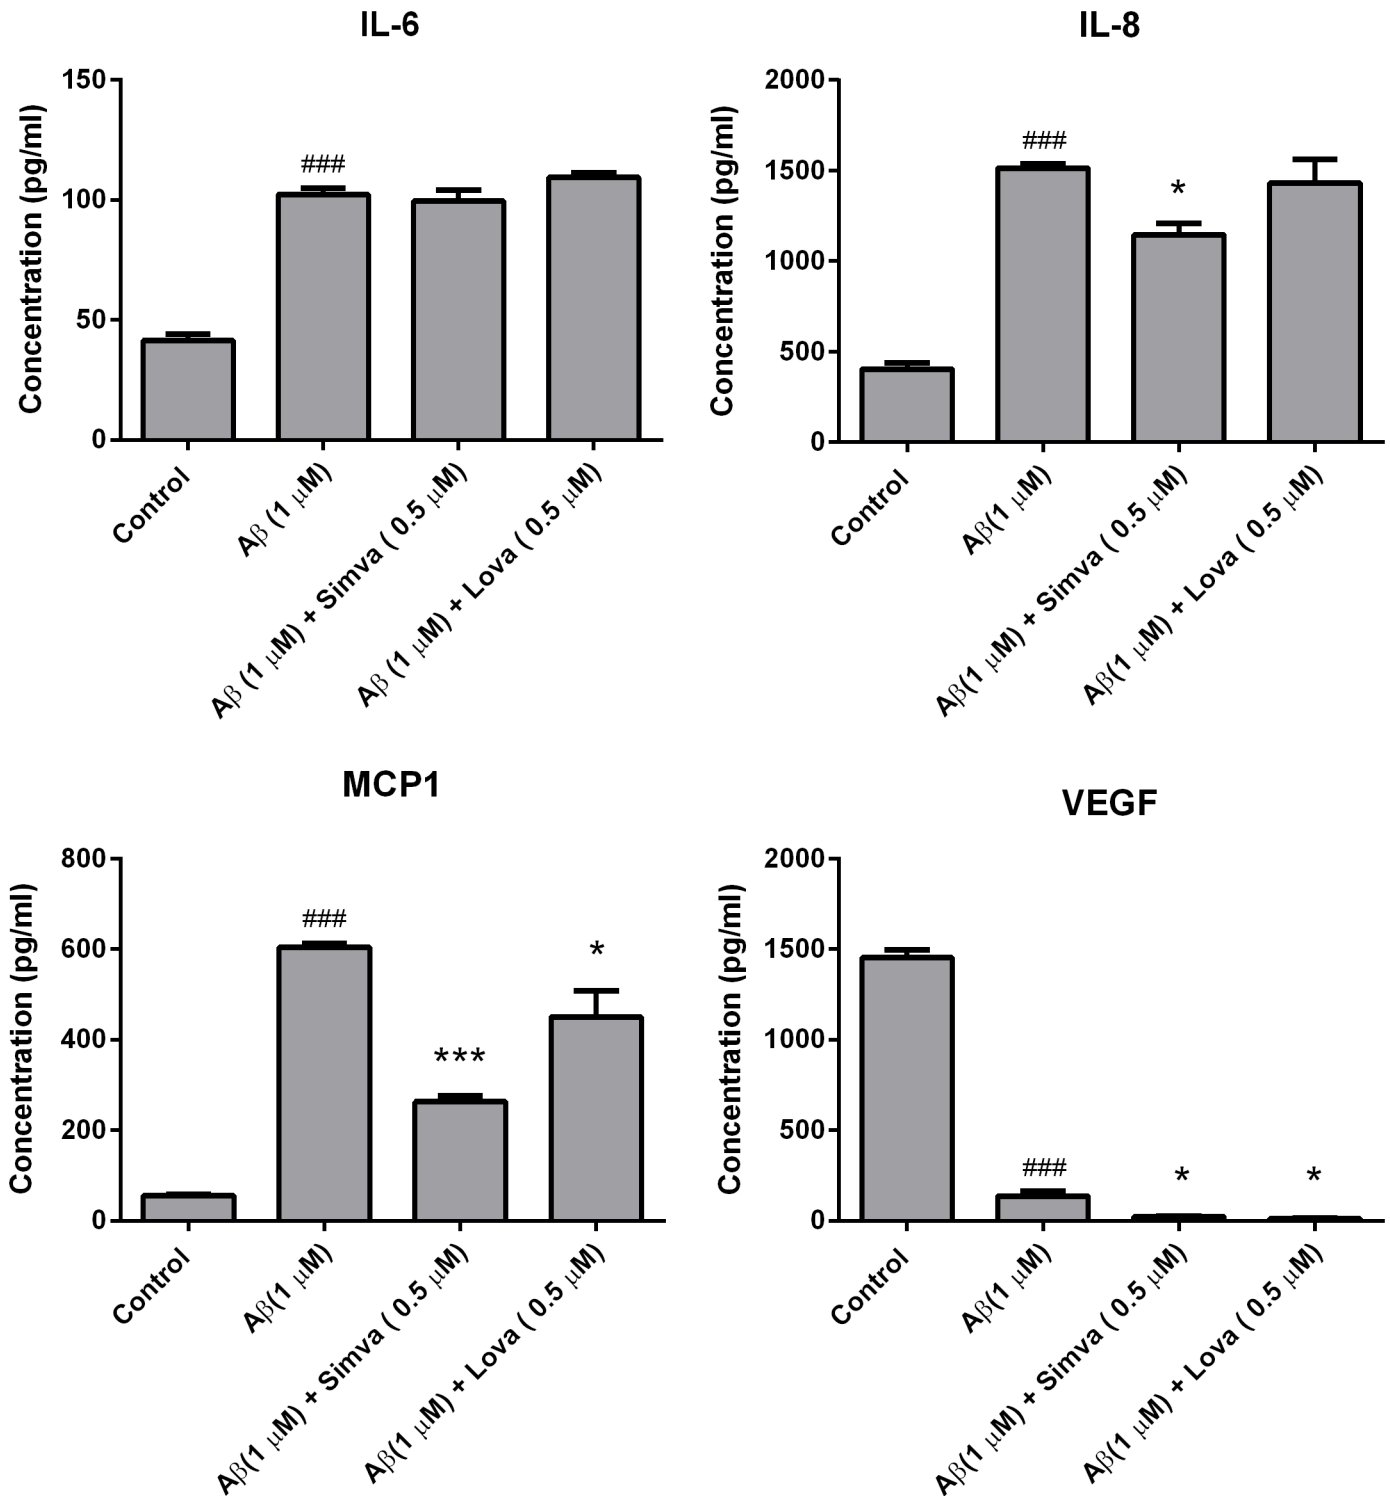 IL-6
Concentration (pg/ml)
150
100
50
0
###
Control
Aβ (1 μM)
Aβ (1 μM) + Simva ( 0.5 μM)
Aβ (1 μM) + Lova ( 0.5 μM)
IL-8
Concentration (pg/ml)
2000
1500
1000
500
0
###
*
Control
Aβ(1 μM)
Aβ(1 μM) + Simva ( 0.5 μM)
Aβ(1 μM) + Lova ( 0.5 μM)
MCP1
Concentration (pg/ml)
800
600
400
200
0
###
***
*
Control
Aβ(1 μM)
Aβ(1 μM) + Simva ( 0.5 μM)
Aβ(1 μM) + Lova ( 0.5 μM)
VEGF
Concentration (pg/ml)
2000
1500
1000
500
0
###
*
*
Control
Aβ(1 μM)
Aβ(1 μM) + Simva ( 0.5 μM)
Aβ(1 μM) + Lova ( 0.5 μM)